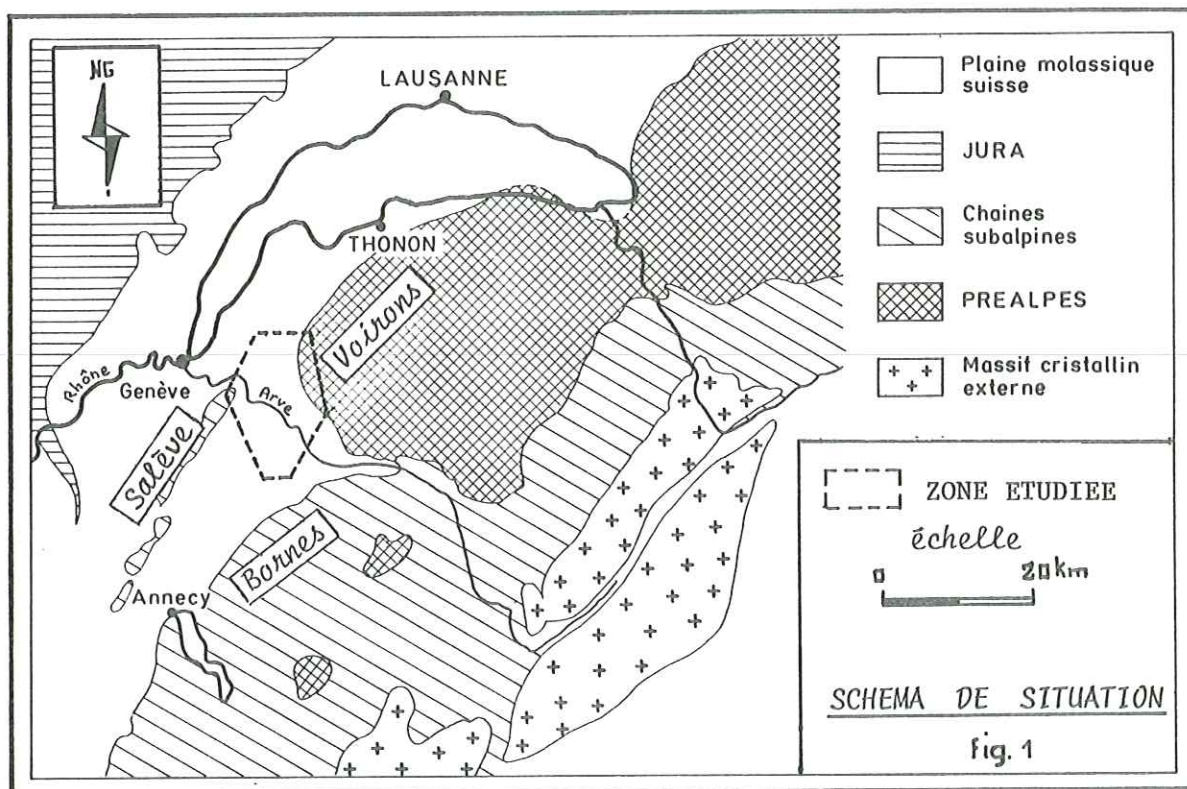 NG
LAUSANNE
THONON
Voirons
Rhône
Genève
Arve
Salève
Bornes
Annecy
Plaine molassique
suisse
JURA
Chaines
subalpines
PREALPES
Massif cristallin
externe
ZONE ETUDIEE
échelle
0 20km
SCHEMA DE SITUATION
fig. 1